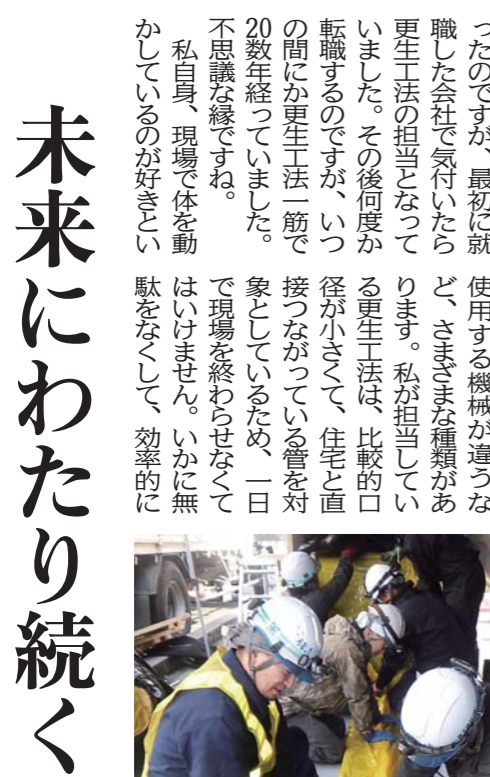 ったのですが、最初に就
職した会社で気付いたら
更生工法の担当となって
いました。その後何度か
転職するのですが、いつ
の間にか更生工法一筋で
20数年経っていました。
不思議な縁ですね。
私自身、現場で体を動
かしているのが好きとい
使用する機械が違うな
ど、さまざまな種類があ
ります。私が担当してい
る更生工法は、比較的口
径が小さくて、住宅と直
接つながっている管を対
象としているため、一日
で現場を終わらせなくて
はいけません。いかに無
駄をなくして、効率的に
未来にわたり続く